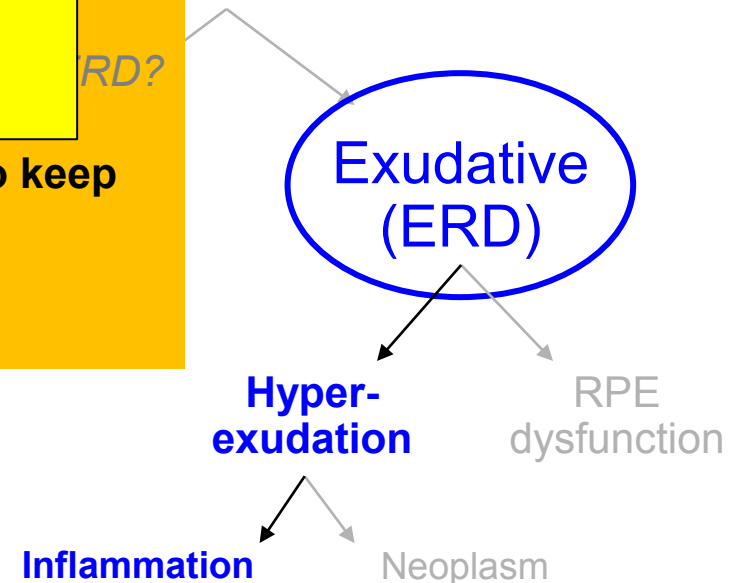 RD?
keep
Exudative
(ERD)
Hyper-
exudation
RPE
dysfunction
Inflammation
Neoplasm